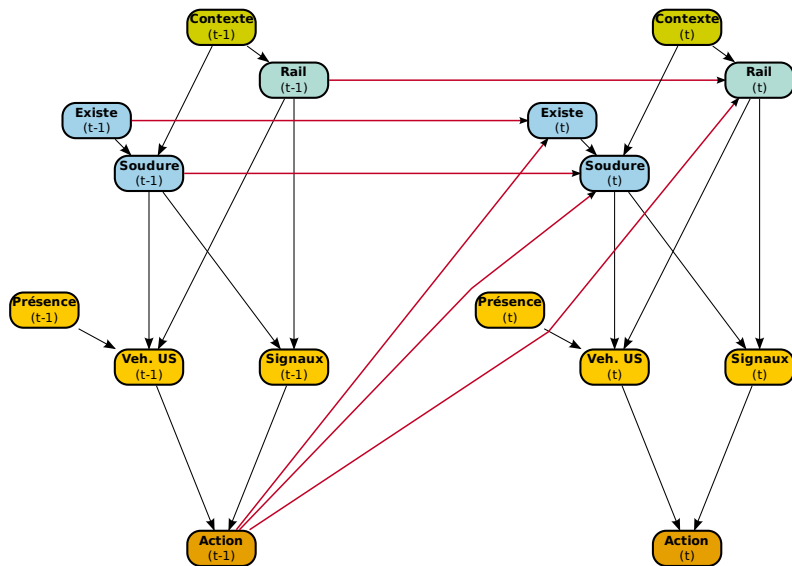 Contexte
(t-1)
Contexte
(t)
Rail
(t-1)
Rail
(t)
Existe
(t-1)
Existe
(t)
Soudure
(t-1)
Soudure
(t)
Présence
(t-1)
Présence
(t)
Veh. US
(t-1)
Signaux
(t-1)
Veh. US
(t)
Signaux
(t)
Action
(t-1)
Action
(t)